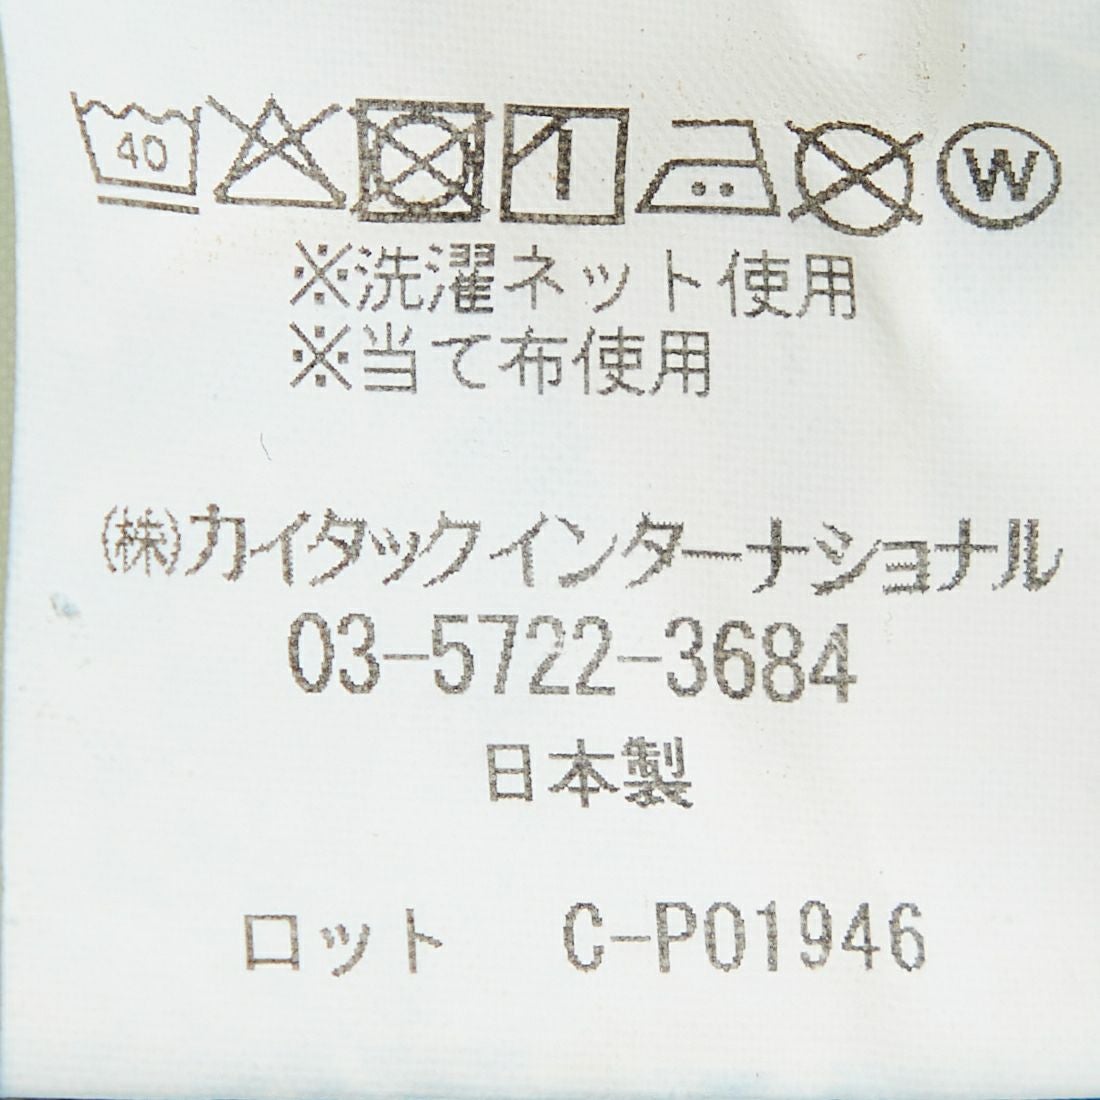 40 W
※洗濯ネット使用
※当て布使用
㈱カイタックインターナショナル
03-5722-3684
日本製
ロット C-P01946